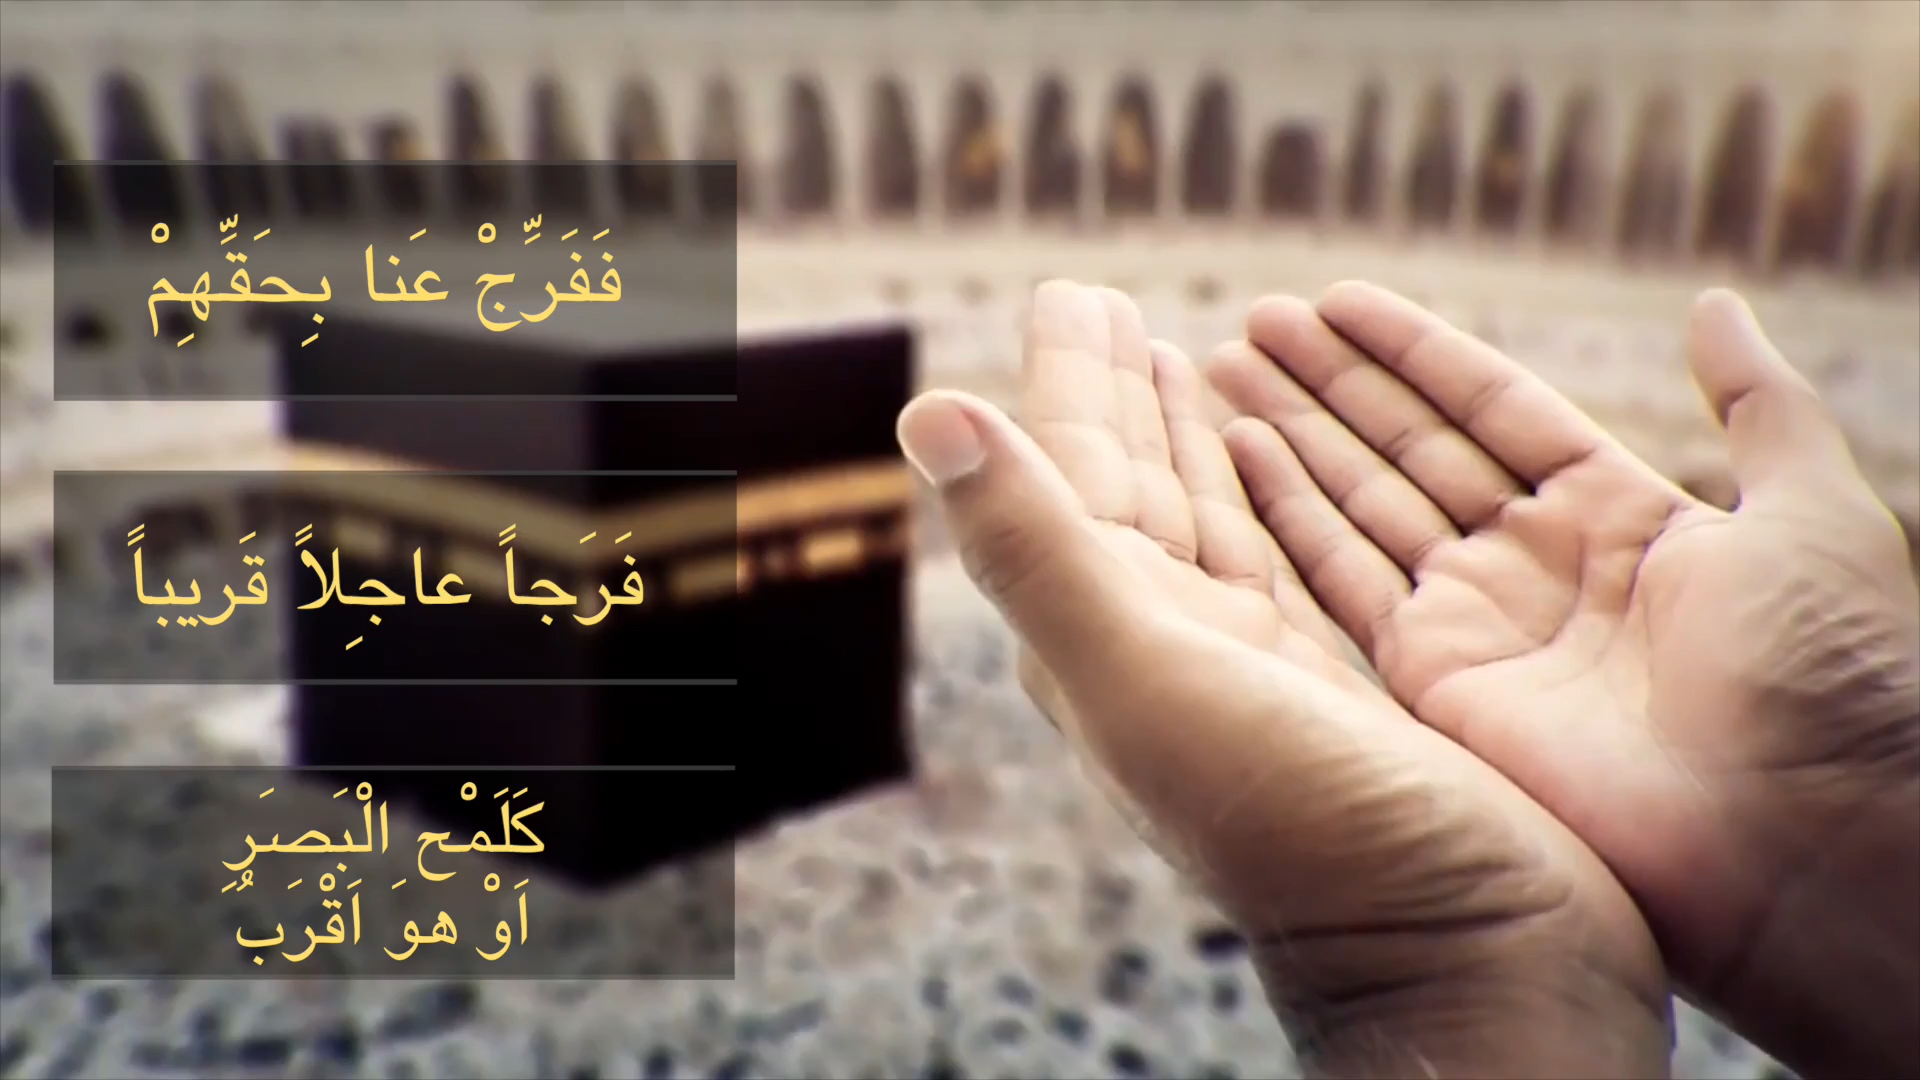 فَفَرِّجْ عَنا بِحَقِّهِمْ
فَرَجاً عاجِلاً قَريباً
كَلَمْح الْبَصَرِ
اَوْ هوَ اَقْرَبُ